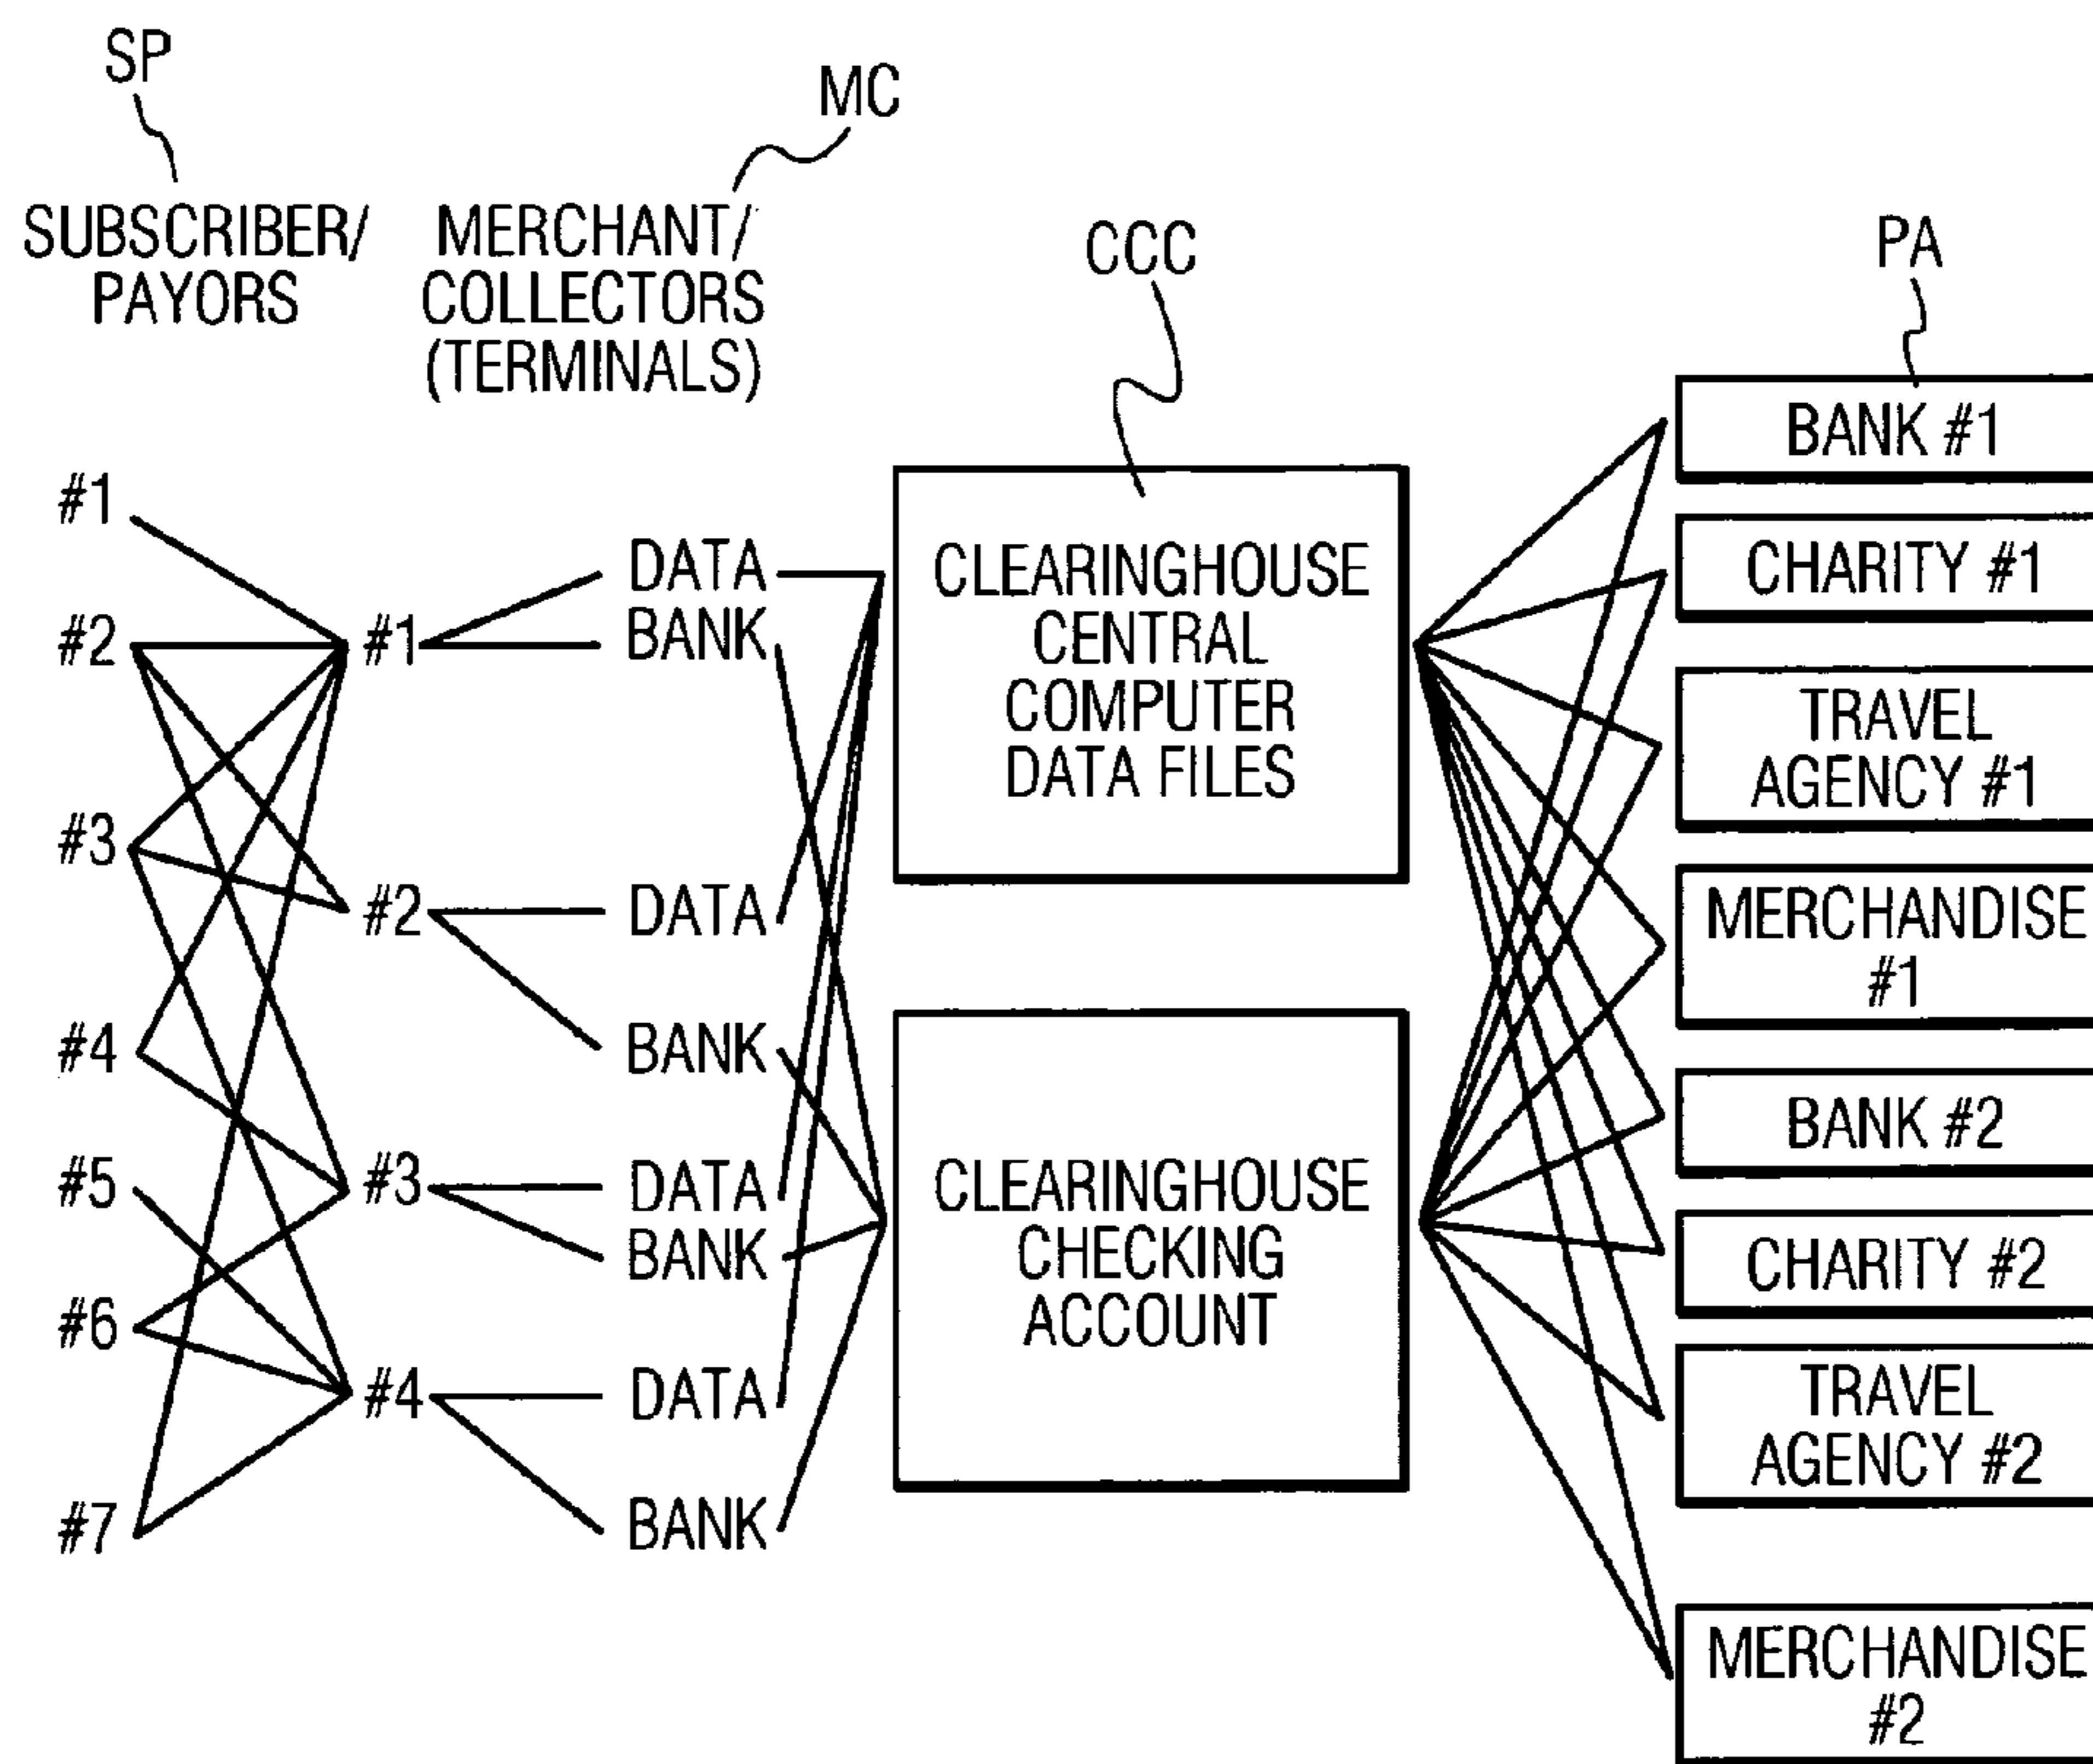 SP
MC
SUBSCRIBER/
PAYORS
MERCHANT/
COLLECTORS
(TERMINALS)
CCC
PA
#1
#2
#3
#4
#5
#6
#7
#1
#2
#3
#4
DATA
BANK
DATA
BANK
DATA
BANK
DATA
BANK
CLEARINGHOUSE
CENTRAL
COMPUTER
DATA FILES
CLEARINGHOUSE
CHECKING
ACCOUNT
BANK #1
CHARITY #1
TRAVEL
AGENCY #1
MERCHANDISE
#1
BANK #2
CHARITY #2
TRAVEL
AGENCY #2
MERCHANDISE
#2